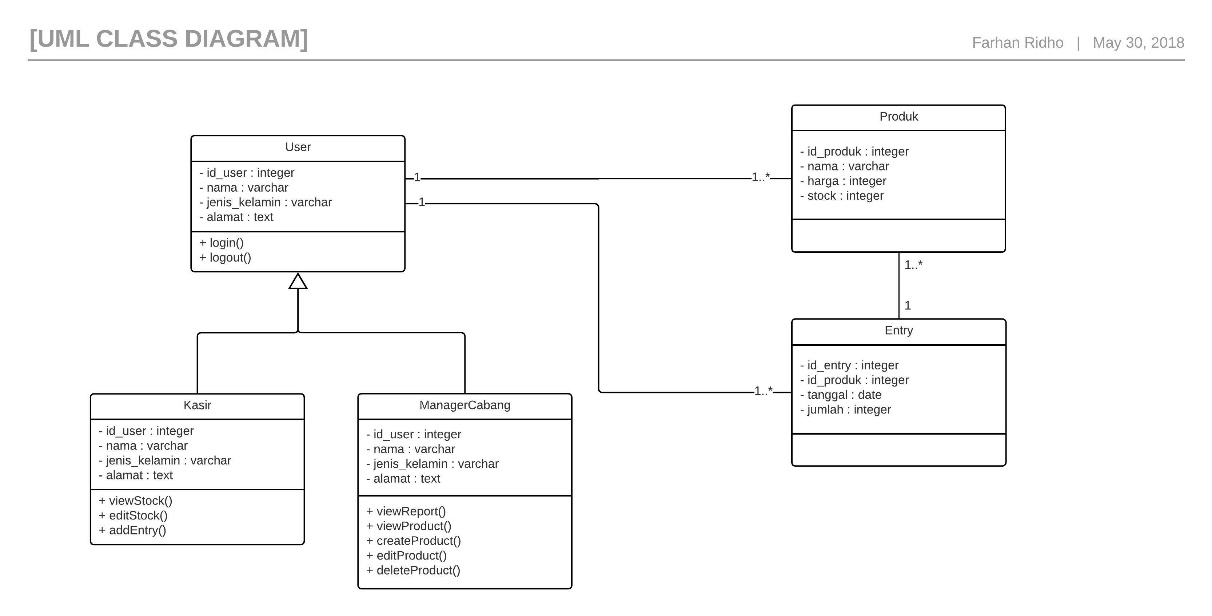 [UML CLASS DIAGRAM]
Farhan Ridho | May 30, 2018
User
- id_user : integer
- nama : varchar
- jenis_kelamin : varchar
- alamat : text
+ login()
+ logout()
1
1..*
1
1..*
Produk
- id_produk : integer
- nama : varchar
- harga : integer
- stock : integer
1..*
1
Entry
- id_entry : integer
- id_produk : integer
- tanggal : date
- jumlah : integer
Kasir
- id_user : integer
- nama : varchar
- jenis_kelamin : varchar
- alamat : text
+ viewStock()
+ editStock()
+ addEntry()
ManagerCabang
- id_user : integer
- nama : varchar
- jenis_kelamin : varchar
- alamat : text
+ viewReport()
+ viewProduct()
+ createProduct()
+ editProduct()
+ deleteProduct()